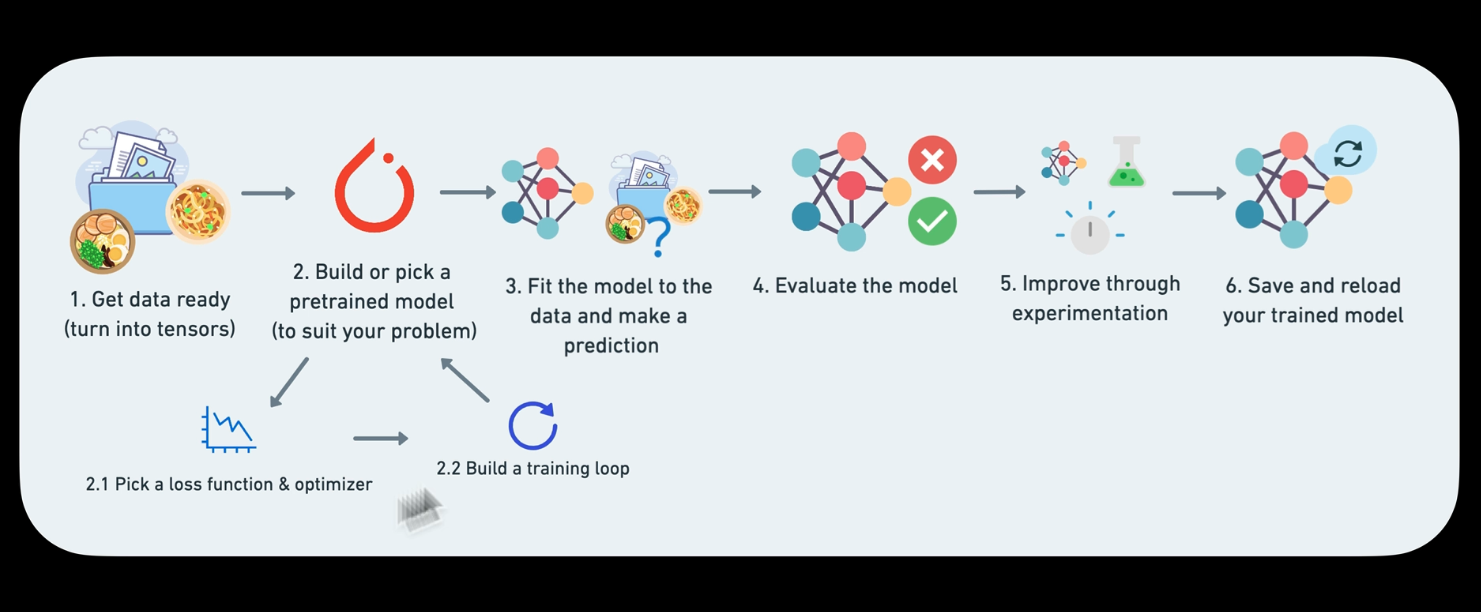 1. Get data ready
(turn into tensors)
2. Build or pick a
pretrained model
(to suit your problem)
3. Fit the model to the
data and make a
prediction
4. Evaluate the model
5. Improve through
experimentation
6. Save and reload
your trained model
2.1 Pick a loss function & optimizer
2.2 Build a training loop